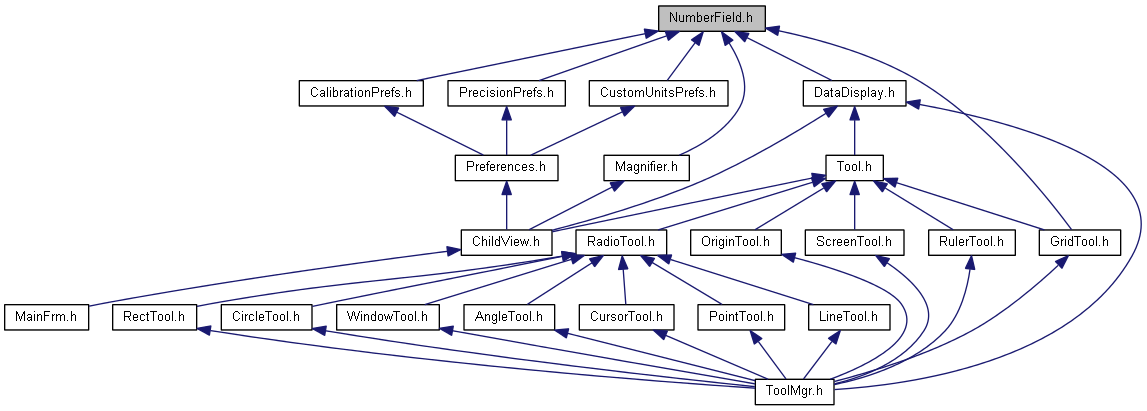 NumberField.h
CalibrationPrefs.h
PrecisionPrefs.h
CustomUnitsPrefs.h
DataDisplay.h
Preferences.h
Magnifier.h
Tool.h
ChildView.h
RadioTool.h
OriginTool.h
ScreenTool.h
RulerTool.h
GridTool.h
MainFrm.h
RectTool.h
CircleTool.h
WindowTool.h
AngleTool.h
CursorTool.h
PointTool.h
LineTool.h
ToolMgr.h